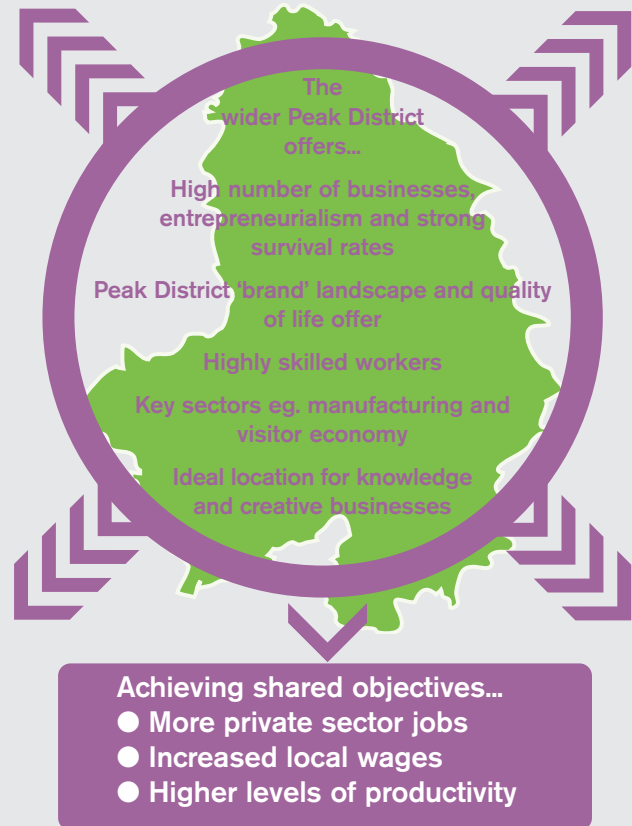 The
wider Peak District
offers...
High number of businesses,
entrepreneurialism and strong
survival rates
Peak District ‘brand’ landscape and quality
of life offer
Highly skilled workers
Key sectors eg. manufacturing and
visitor economy
Ideal location for knowledge
and creative businesses
Achieving shared objectives...
● More private sector jobs
● Increased local wages
● Higher levels of productivity